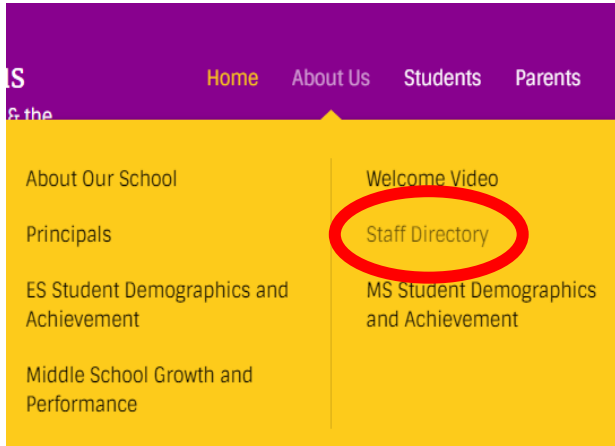 Home About Us Students Parents
& the
About Our School
Principals
ES Student Demographics and
Achievement
Middle School Growth and
Performance
Welcome Video
Staff Directory
MS Student Demographics
and Achievement